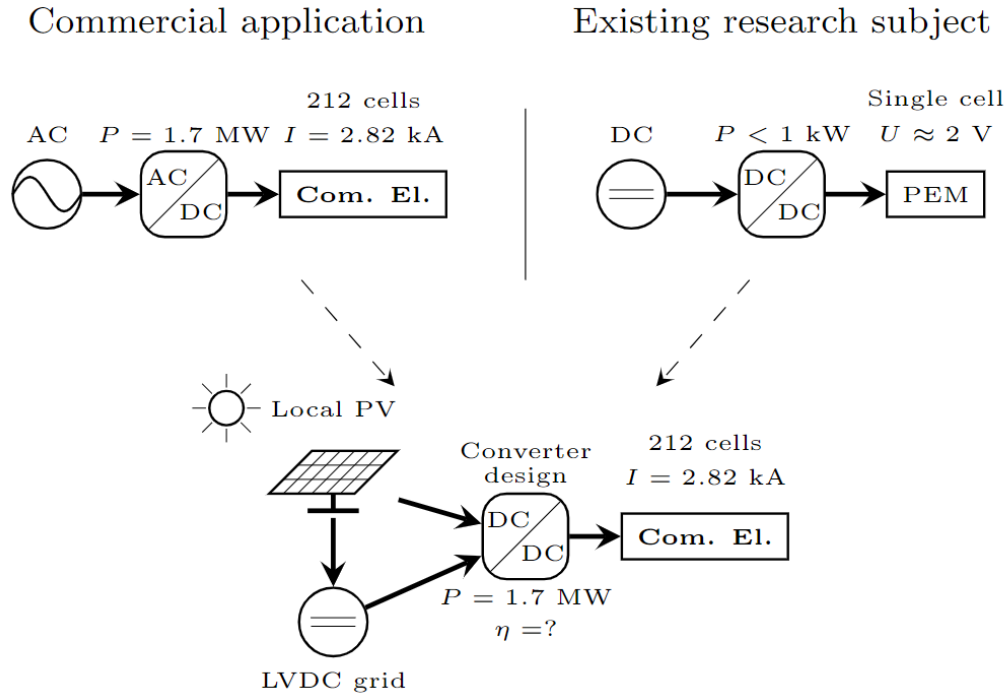 Commercial application
Existing research subject
212 cells
AC P = 1.7 MW I = 2.82 kA
AC
DC
Com. El.
Single cell
DC P < 1 kW U ≈ 2 V
DC
DC
PEM
Local PV
Converter
design
212 cells
I = 2.82 kA
DC
DC
Com. El.
P = 1.7 MW
η =?
LVDC grid